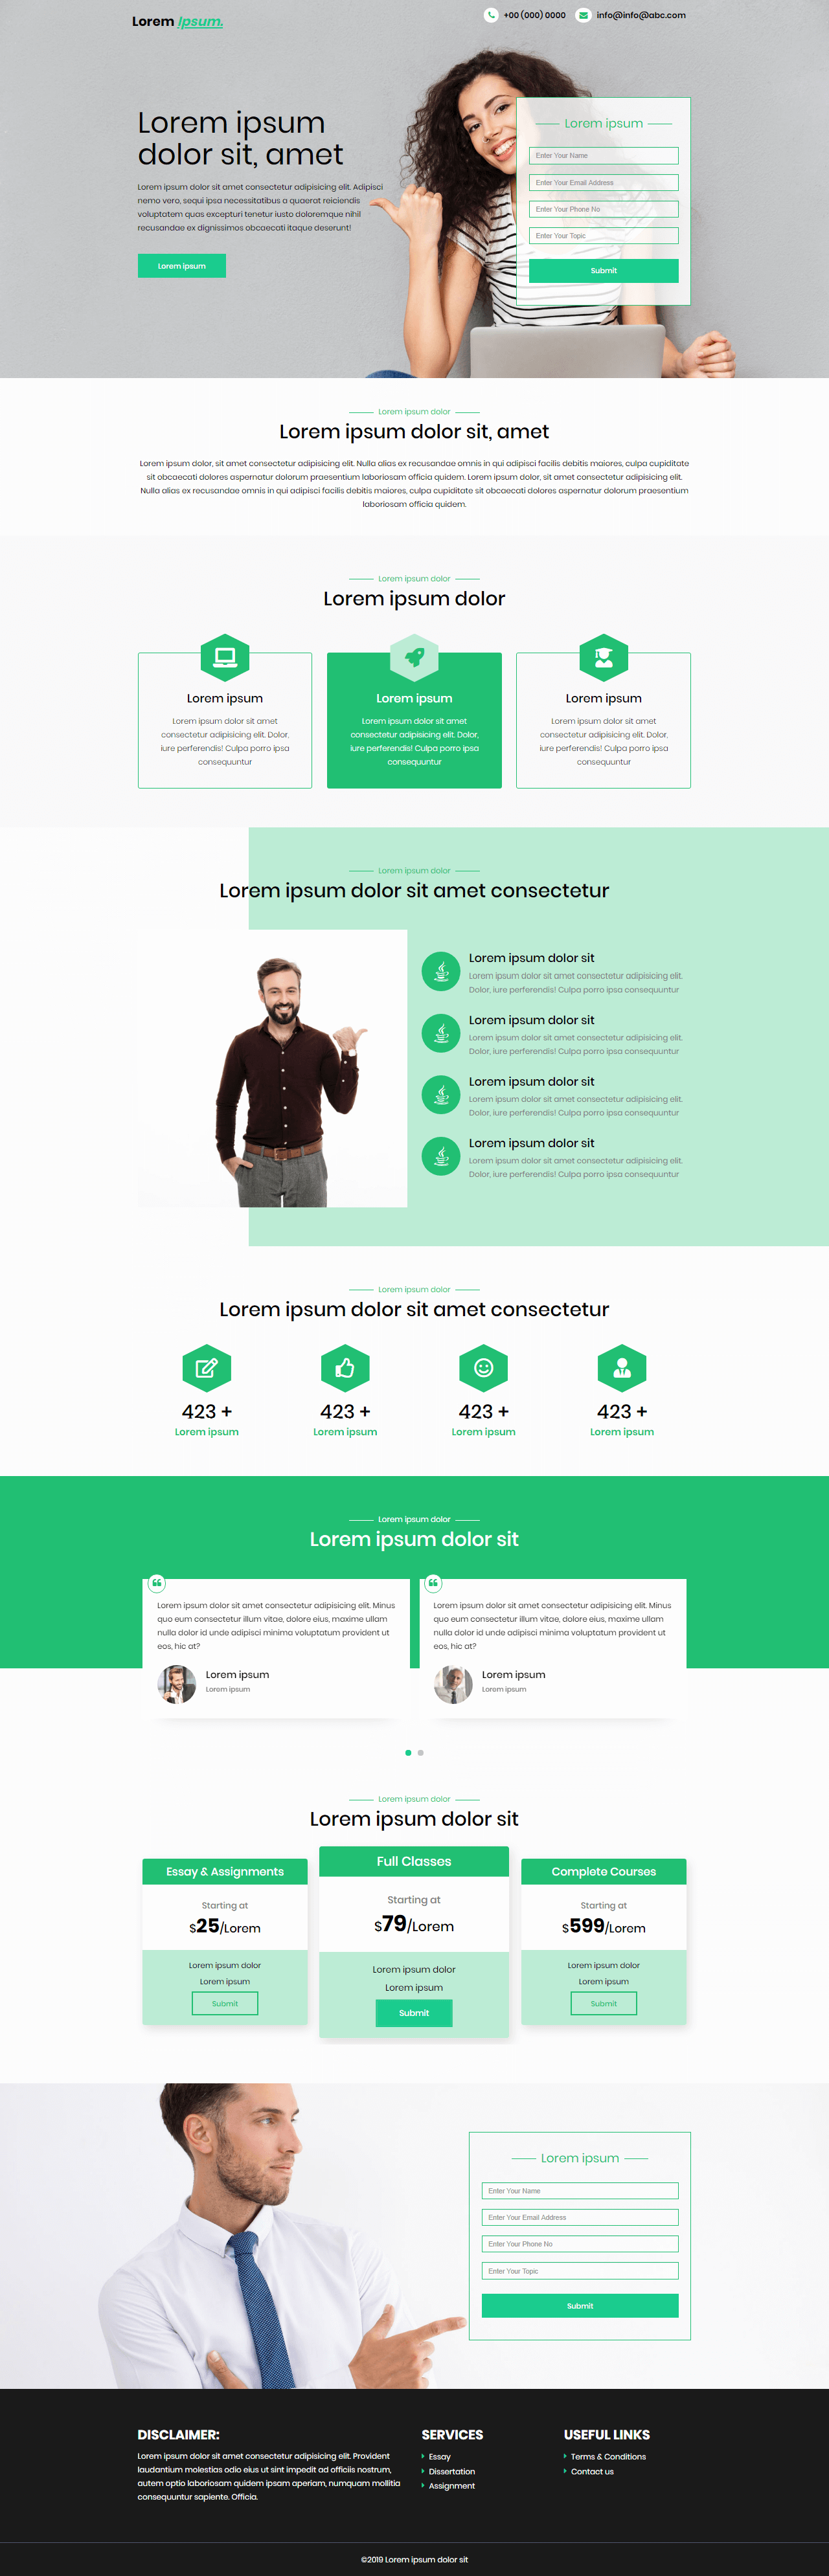 Lorem Ipsum.
+00 (000) 0000
info@info@abc.com
Lorem ipsum
dolor sit, amet
Lorem ipsum dolor sit amet consectetur adipisicing elit. Adipisci
nemo vero, sequi ipsa necessitatibus a quaerat reiciendis
voluptatem quas excepturi tenetur iusto doloremque nihil
recusandae ex dignissimos obcaecati itaque deserunt!
Lorem ipsum
Lorem ipsum
Enter Your Name
Enter Your Email Address
Enter Your Phone No
Enter Your Topic
Submit
Lorem ipsum dolor
Lorem ipsum dolor sit, amet
Lorem ipsum dolor, sit amet consectetur adipisicing elit. Nulla alias ex recusandae omnis in qui adipisci facilis debitis maiores, culpa cupiditate
sit obcaecati dolores aspernatur dolorum praesentium laboriosam officia quidem. Lorem ipsum dolor, sit amet consectetur adipisicing elit.
Nulla alias ex recusandae omnis in qui adipisci facilis debitis maiores, culpa cupiditate sit obcaecati dolores aspernatur dolorum praesentium
laboriosam officia quidem.
Lorem ipsum dolor
Lorem ipsum dolor
Lorem ipsum
Lorem ipsum dolor sit amet
consectetur adipisicing elit. Dolor,
iure perferendis! Culpa porro ipsa
consequuntur
Lorem ipsum
Lorem ipsum dolor sit amet
consectetur adipisicing elit. Dolor,
iure perferendis! Culpa porro ipsa
consequuntur
Lorem ipsum
Lorem ipsum dolor sit amet
consectetur adipisicing elit. Dolor,
iure perferendis! Culpa porro ipsa
consequuntur
Lorem ipsum dolor
Lorem ipsum dolor sit amet consectetur
Lorem ipsum dolor sit
Lorem ipsum dolor sit amet consectetur adipisicing elit.
Dolor, iure perferendis! Culpa porro ipsa consequuntur
Lorem ipsum dolor sit
Lorem ipsum dolor sit amet consectetur adipisicing elit.
Dolor, iure perferendis! Culpa porro ipsa consequuntur
Lorem ipsum dolor sit
Lorem ipsum dolor sit amet consectetur adipisicing elit.
Dolor, iure perferendis! Culpa porro ipsa consequuntur
Lorem ipsum dolor sit
Lorem ipsum dolor sit amet consectetur adipisicing elit.
Dolor, iure perferendis! Culpa porro ipsa consequuntur
Lorem ipsum dolor
Lorem ipsum dolor sit amet consectetur
423 +
Lorem ipsum
423 +
Lorem ipsum
423 +
Lorem ipsum
423 +
Lorem ipsum
Lorem ipsum dolor
Lorem ipsum dolor sit
Lorem ipsum dolor sit amet consectetur adipisicing elit. Minus
quo eum consectetur illum vitae, dolore eius, maxime ullam
nulla dolor id unde adipisci minima voluptatum provident ut
eos, hic at?
Lorem ipsum
Lorem ipsum
Lorem ipsum dolor sit amet consectetur adipisicing elit. Minus
quo eum consectetur illum vitae, dolore eius, maxime ullam
nulla dolor id unde adipisci minima voluptatum provident ut
eos, hic at?
Lorem ipsum
Lorem ipsum
Lorem ipsum dolor
Lorem ipsum dolor sit
Essay & Assignments
Starting at
$25/Lorem
Lorem ipsum dolor
Lorem ipsum
Submit
Full Classes
Starting at
$79/Lorem
Lorem ipsum dolor
Lorem ipsum
Submit
Complete Courses
Starting at
$599/Lorem
Lorem ipsum dolor
Lorem ipsum
Submit
Lorem ipsum
Enter Your Name
Enter Your Email Address
Enter Your Phone No
Enter Your Topic
Submit
DISCLAIMER:
Lorem ipsum dolor sit amet consectetur adipisicing elit. Provident
laudantium molestias odio eius ut sint impedit ad officiis nostrum,
autem optio laboriosam quidem ipsam aperiam, numquam mollitia
consequuntur sapiente. Officia.
SERVICES
Essay
Dissertation
Assignment
USEFUL LINKS
Terms & Conditions
Contact us
©2019 Lorem ipsum dolor sit